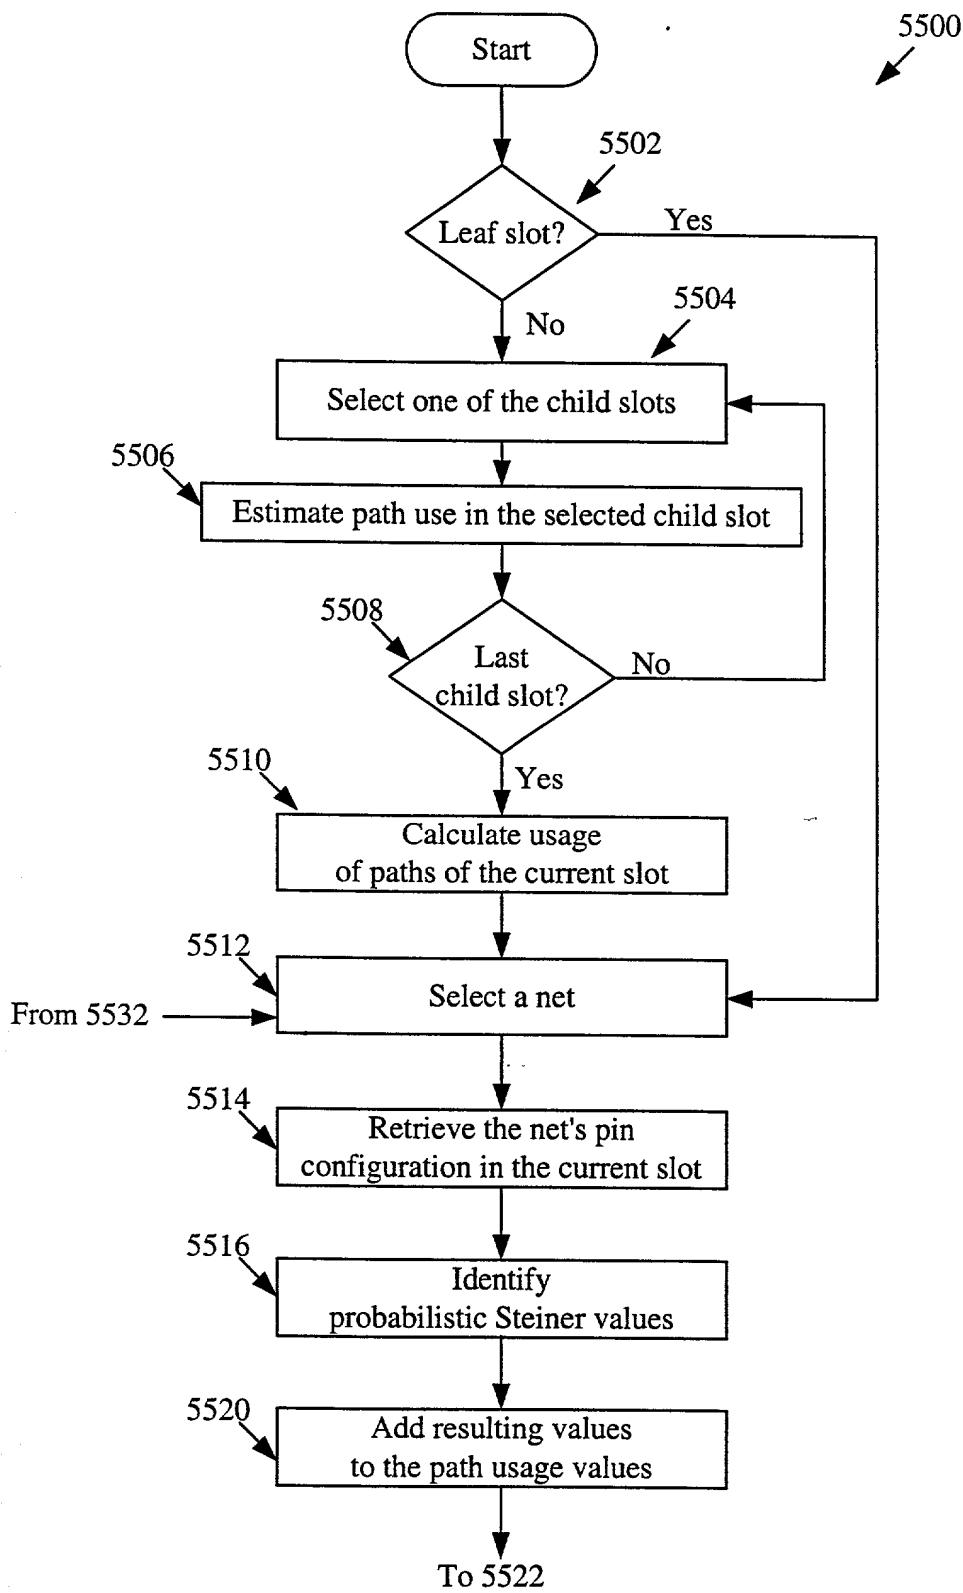 Start
5500
5502
Leaf slot?
Yes
No
5504
Select one of the child slots
5506
Estimate path use in the selected child slot
5508
Last
child slot?
No
Yes
5510
Calculate usage
of paths of the current slot
5512
Select a net
From 5532
5514
Retrieve the net's pin
configuration in the current slot
5516
Identify
probabilistic Steiner values
5520
Add resulting values
to the path usage values
To 5522